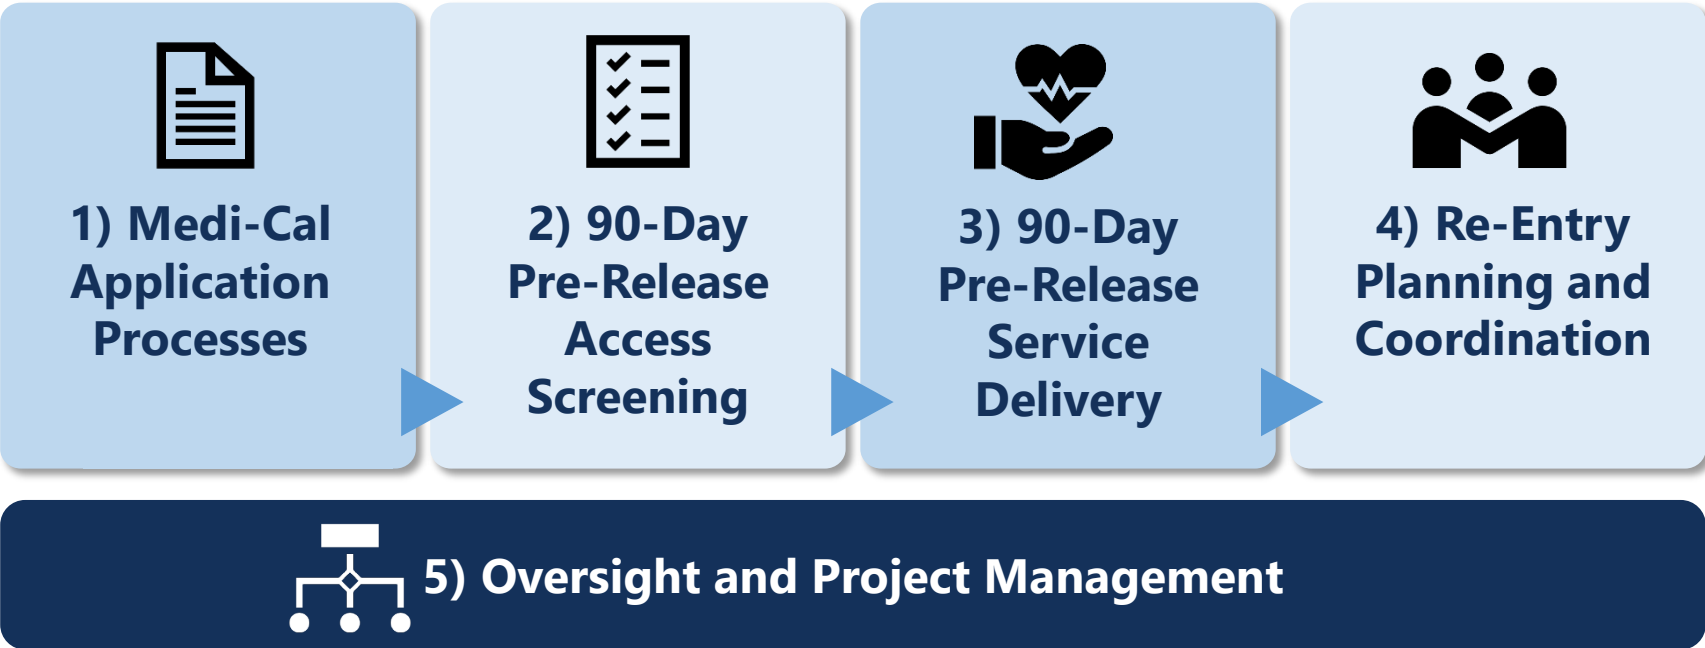 1) Medi-Cal
Application
Processes
2) 90-Day
Pre-Release
Access
Screening
3) 90-Day
Pre-Release
Service
Delivery
4) Re-Entry
Planning and
Coordination
5) Oversight and Project Management